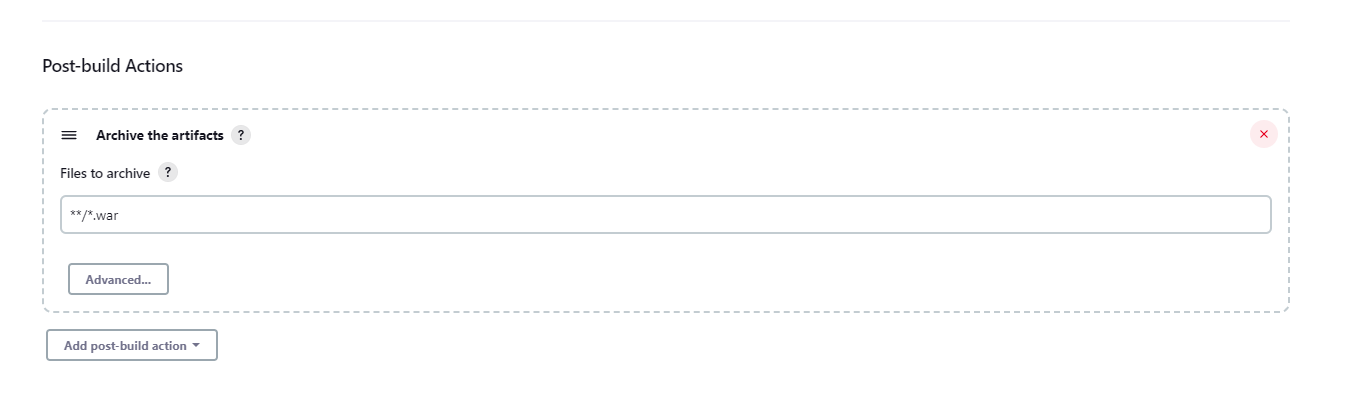 Post-build Actions
Archive the artifacts ?
Files to archive ?
**/*.war
Advanced...
Add post-build action